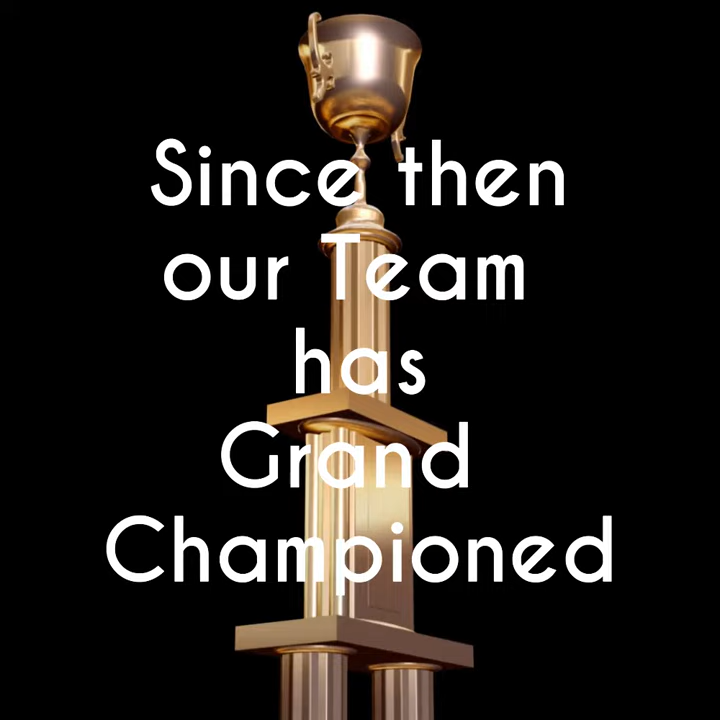 Since then
our Team
has
Grand
Championed